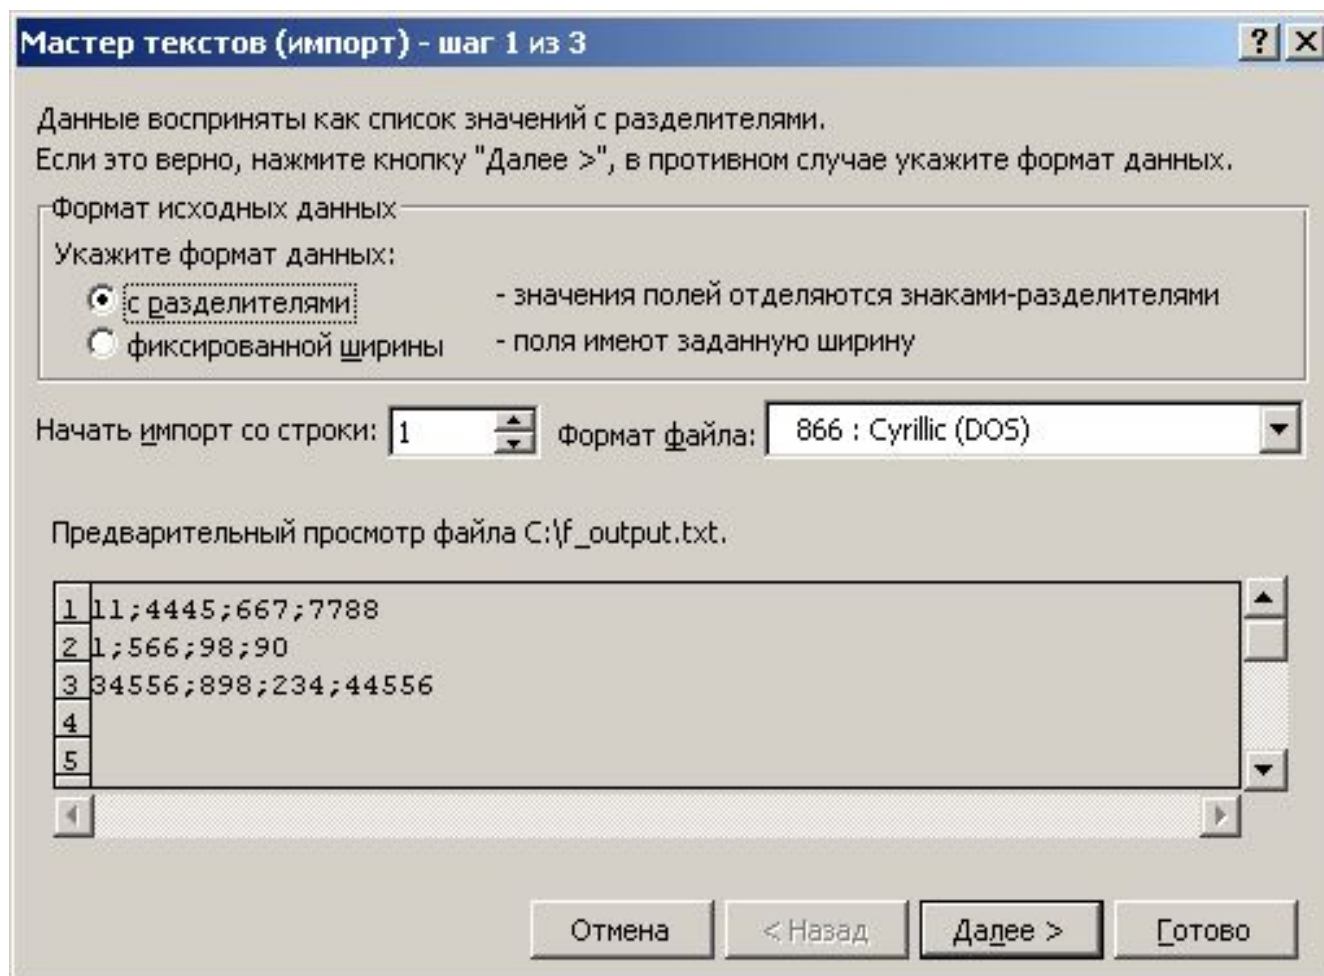 Мастер текстов (импорт) - шаг 1 из 3
Данные восприняты как список значений с разделителями.
Если это верно, нажмите кнопку "Далее >", в противном случае укажите формат данных.
Формат исходных данных
Укажите формат данных:
с разделителями - значения полей отделяются знаками-разделителями
фиксированной ширины - поля имеют заданную ширину
Начать импорт со строки: 1 Формат файла: 866 : Cyrillic (DOS)
Предварительный просмотр файла C:\f_output.txt.
1 11;4445;667;7788
2 1;566;98;90
3 34556;898;234;44556
4
5
Отмена < Назад Далее > Готово